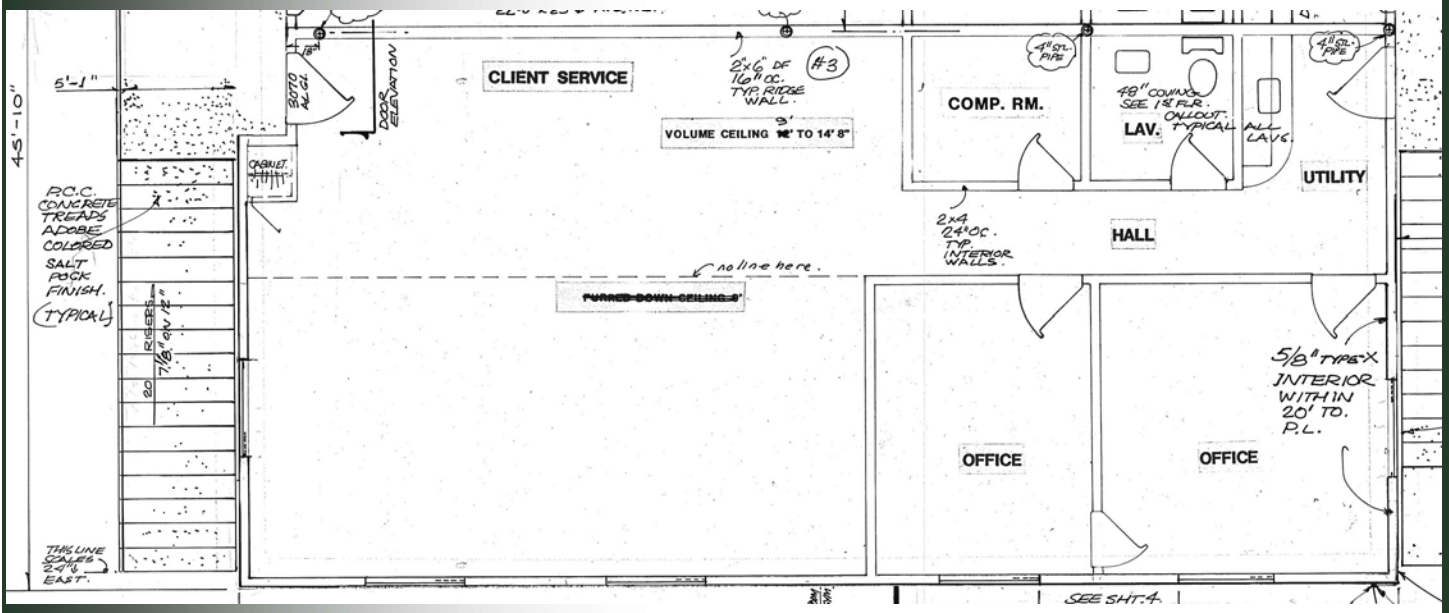 5'-1"
45'-10"
18"
3070
AL GL.
DOOR
ELEVATION
CLIENT SERVICE
2"x6" DF
16" OC.
TYP. RIDGE
WALL.
#3
9'
VOLUME CEILING TO 14' 8"
4" STL.
PIPE
4" STL.
PIPE
COMP. RM.
48" COVING
SEE 1st FLR.
CALLOUT.
TYPICAL ALL
LAVS.
LAV.
UTILITY
CABINET.
P.C.C.
CONCRETE
TREADS
ADOBE
COLORED
SALT
POCK
FINISH.
(TYPICAL)
20 RISERS
7 1/8" ON 12"
2x4
24" OC.
TYP.
INTERIOR
WALLS.
HALL
no line here.
FURRED DOWN CEILING 8'
5/8" TYPE X
INTERIOR
WITHIN
20' TO.
P.L.
OFFICE
OFFICE
THIS LINE
SCALES
24"
EAST.
SEE SHT. 4